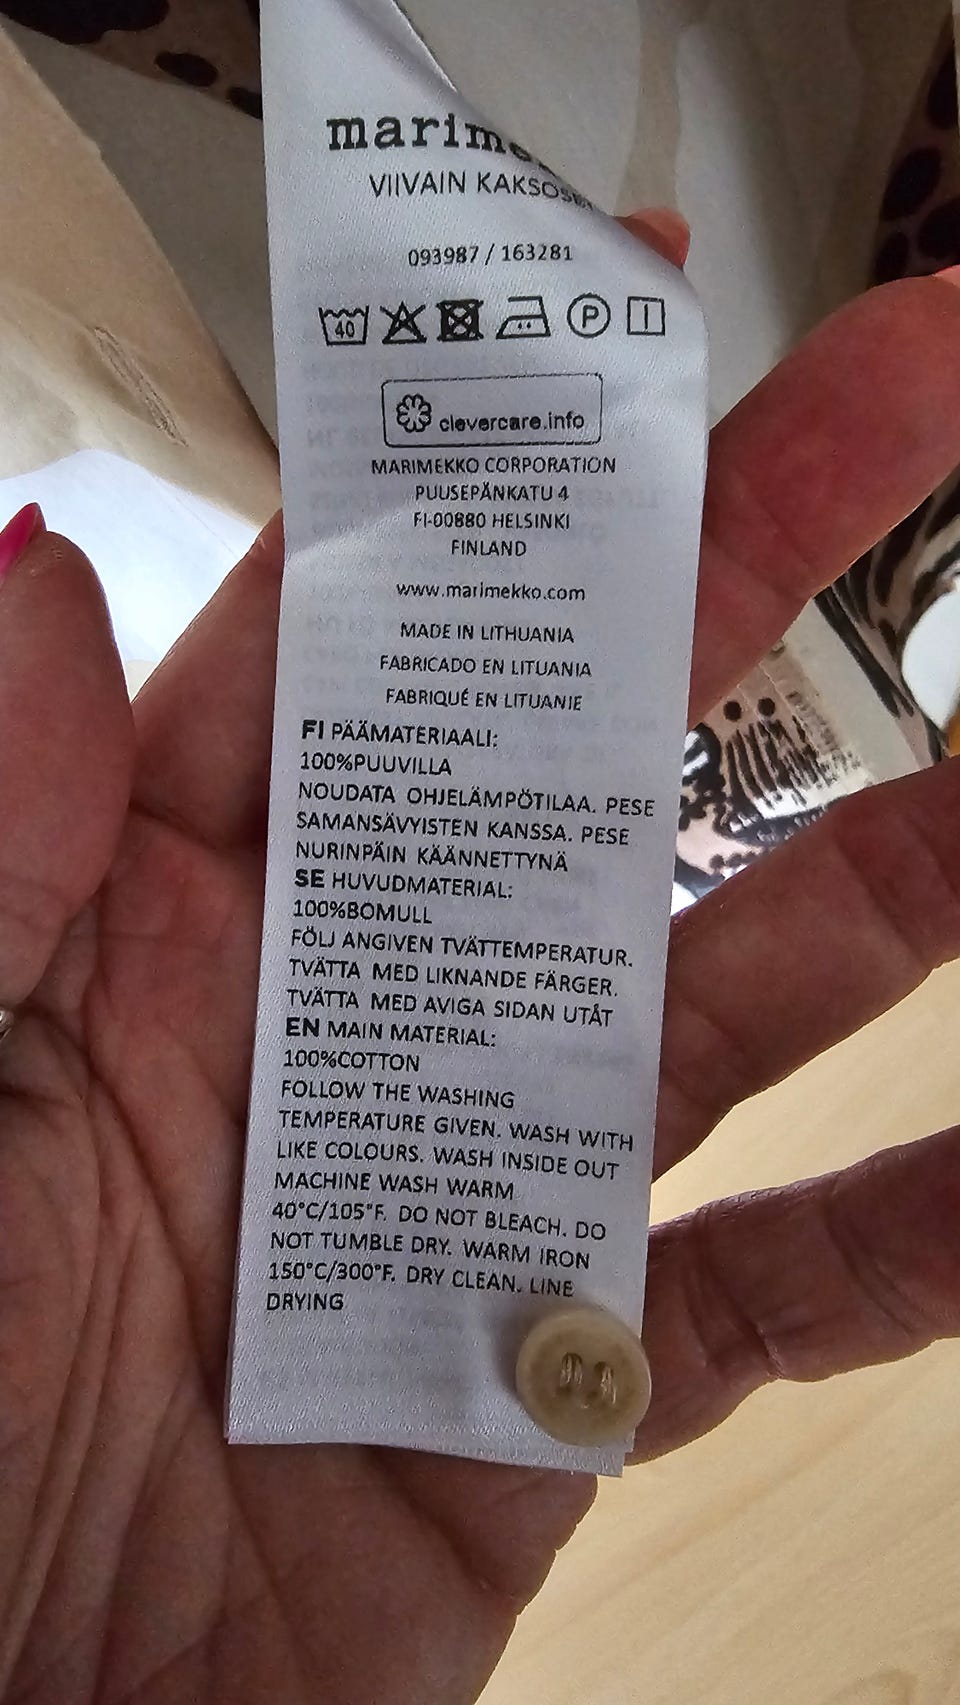 VIIVAIN
093987 / 163281
40
P
clevercare.info
MARIMEKKO CORPORATION
PUUSEPÄNKATU 4
FI-00880 HELSINKI
FINLAND
www.marimekko.com
MADE IN LITHUANIA
FABRICADO EN LITUANIA
FABRIQUÉ EN LITUANIE
FI PÄÄMATERIAALI:
100%PUUVILLA
NOUDATA OHJELÄMPÖTILAA. PESE
SAMANSÄVYISTEN KANSSA. PESE
NURINPÄIN KÄÄNNETTYNÄ
SE HUVUDMATERIAL:
100%BOMULL
FÖLJ ANGIVEN TVÄTTEMPERATUR.
TVÄTTA MED LIKNANDE FÄRGER.
TVÄTTA MED AVIGA SIDAN UTÅT
EN MAIN MATERIAL:
100%COTTON
FOLLOW THE WASHING
TEMPERATURE GIVEN. WASH WITH
LIKE COLOURS. WASH INSIDE OUT
MACHINE WASH WARM
40°C/105°F. DO NOT BLEACH. DO
NOT TUMBLE DRY. WARM IRON
150°C/300°F. DRY CLEAN. LINE
DRYING